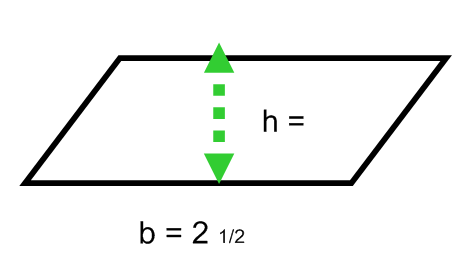 h =
b = 2 1/2